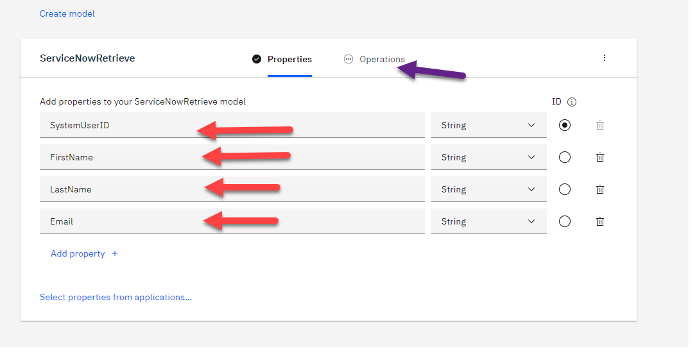 Create model
ServiceNowRetrieve Properties Operations
Add properties to your ServiceNowRetrieve model ID
SystemUserID String
FirstName String
LastName String
Email String
Add property +
Select properties from applications...